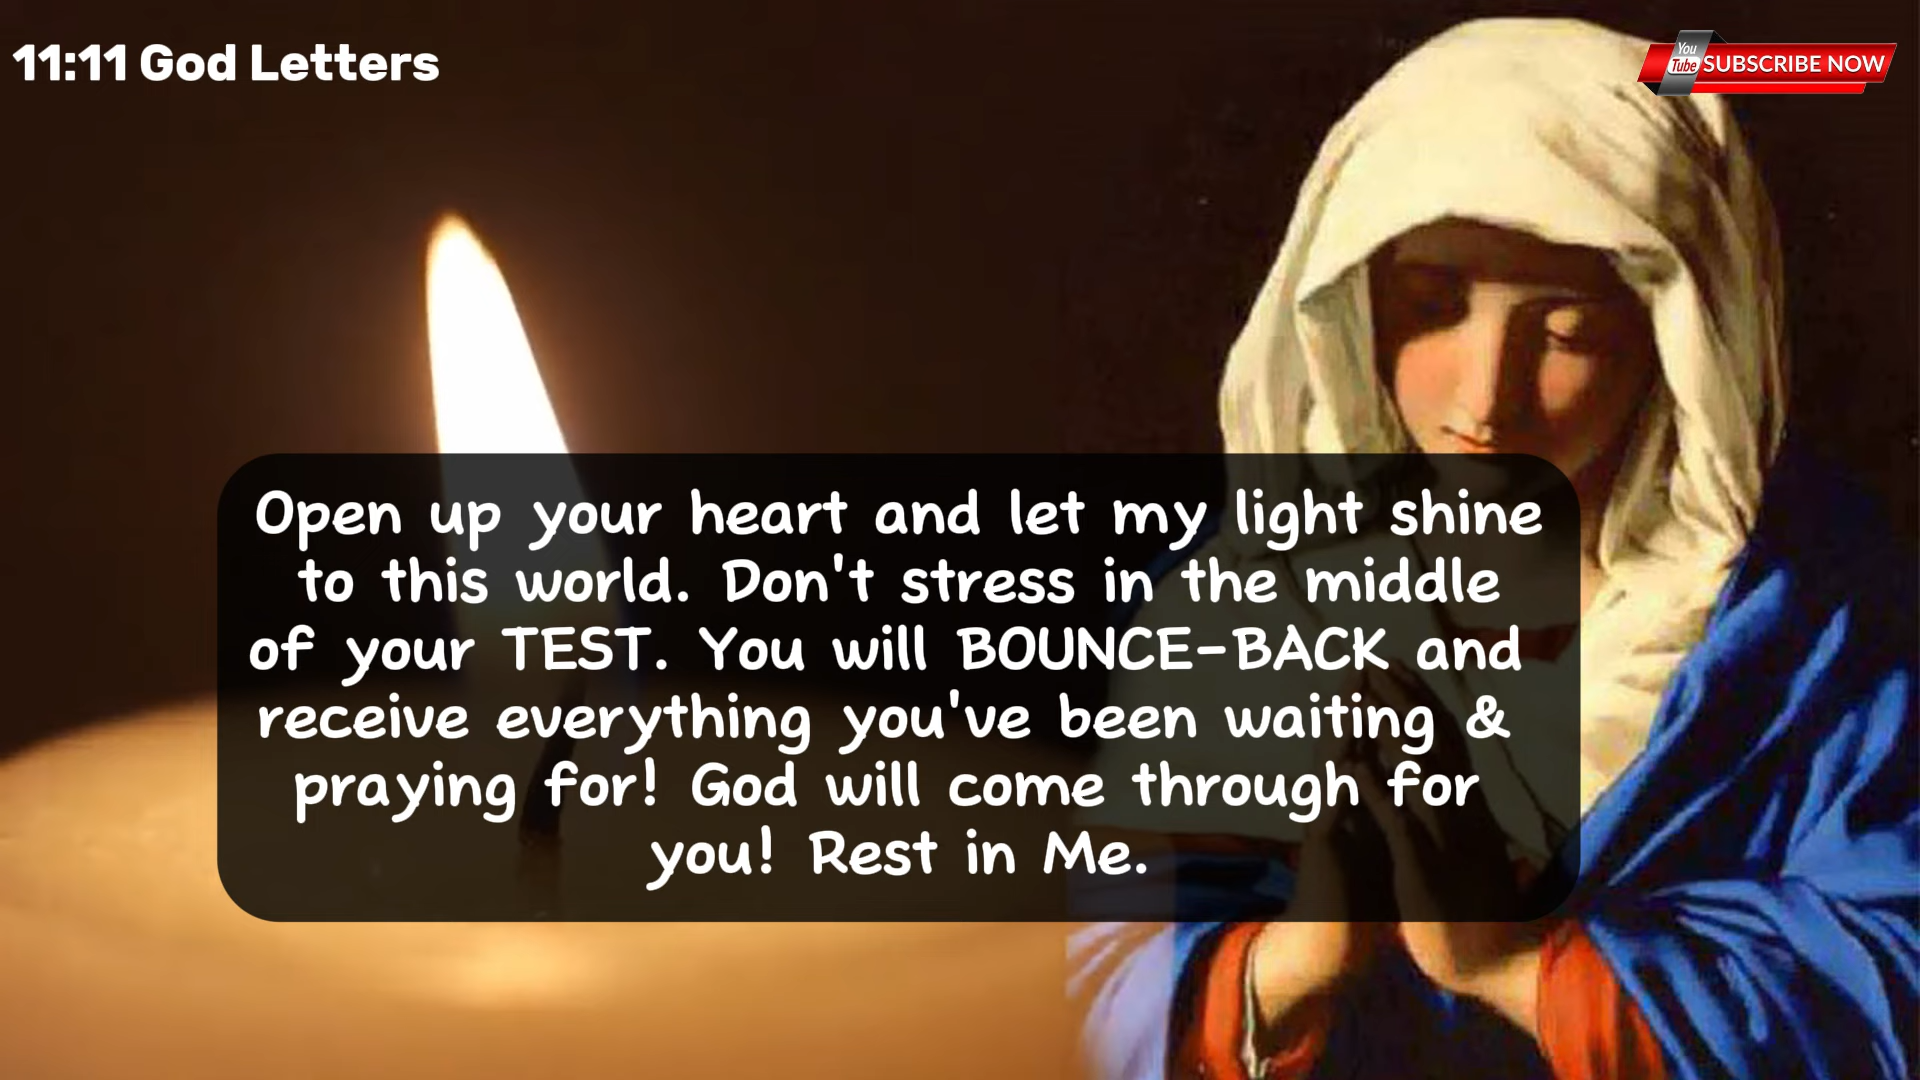 11:11 God Letters
You
Tube
SUBSCRIBE NOW
Open up your heart and let my light shine
to this world. Don't stress in the middle
of your TEST. You will BOUNCE-BACK and
receive everything you've been waiting &
praying for! God will come through for
you! Rest in Me.